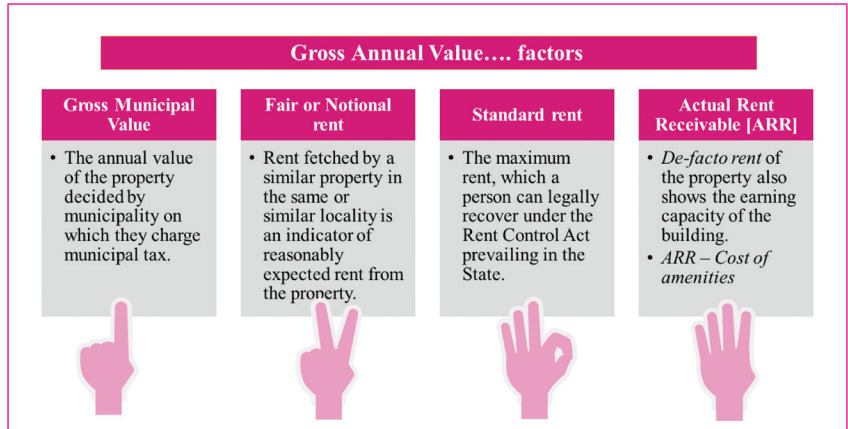 Gross Annual Value…. factors
Gross Municipal
Value
• The annual value
of the property
decided by
municipality on
which they charge
municipal tax.
Fair or Notional
rent
• Rent fetched by a
similar property in
the same or
similar locality is
an indicator of
reasonably
expected rent from
the property.
Standard rent
• The maximum
rent, which a
person can legally
recover under the
Rent Control Act
prevailing in the
State.
Actual Rent
Receivable [ARR]
• De-facto rent of
the property also
shows the earning
capacity of the
building.
• ARR – Cost of
amenities